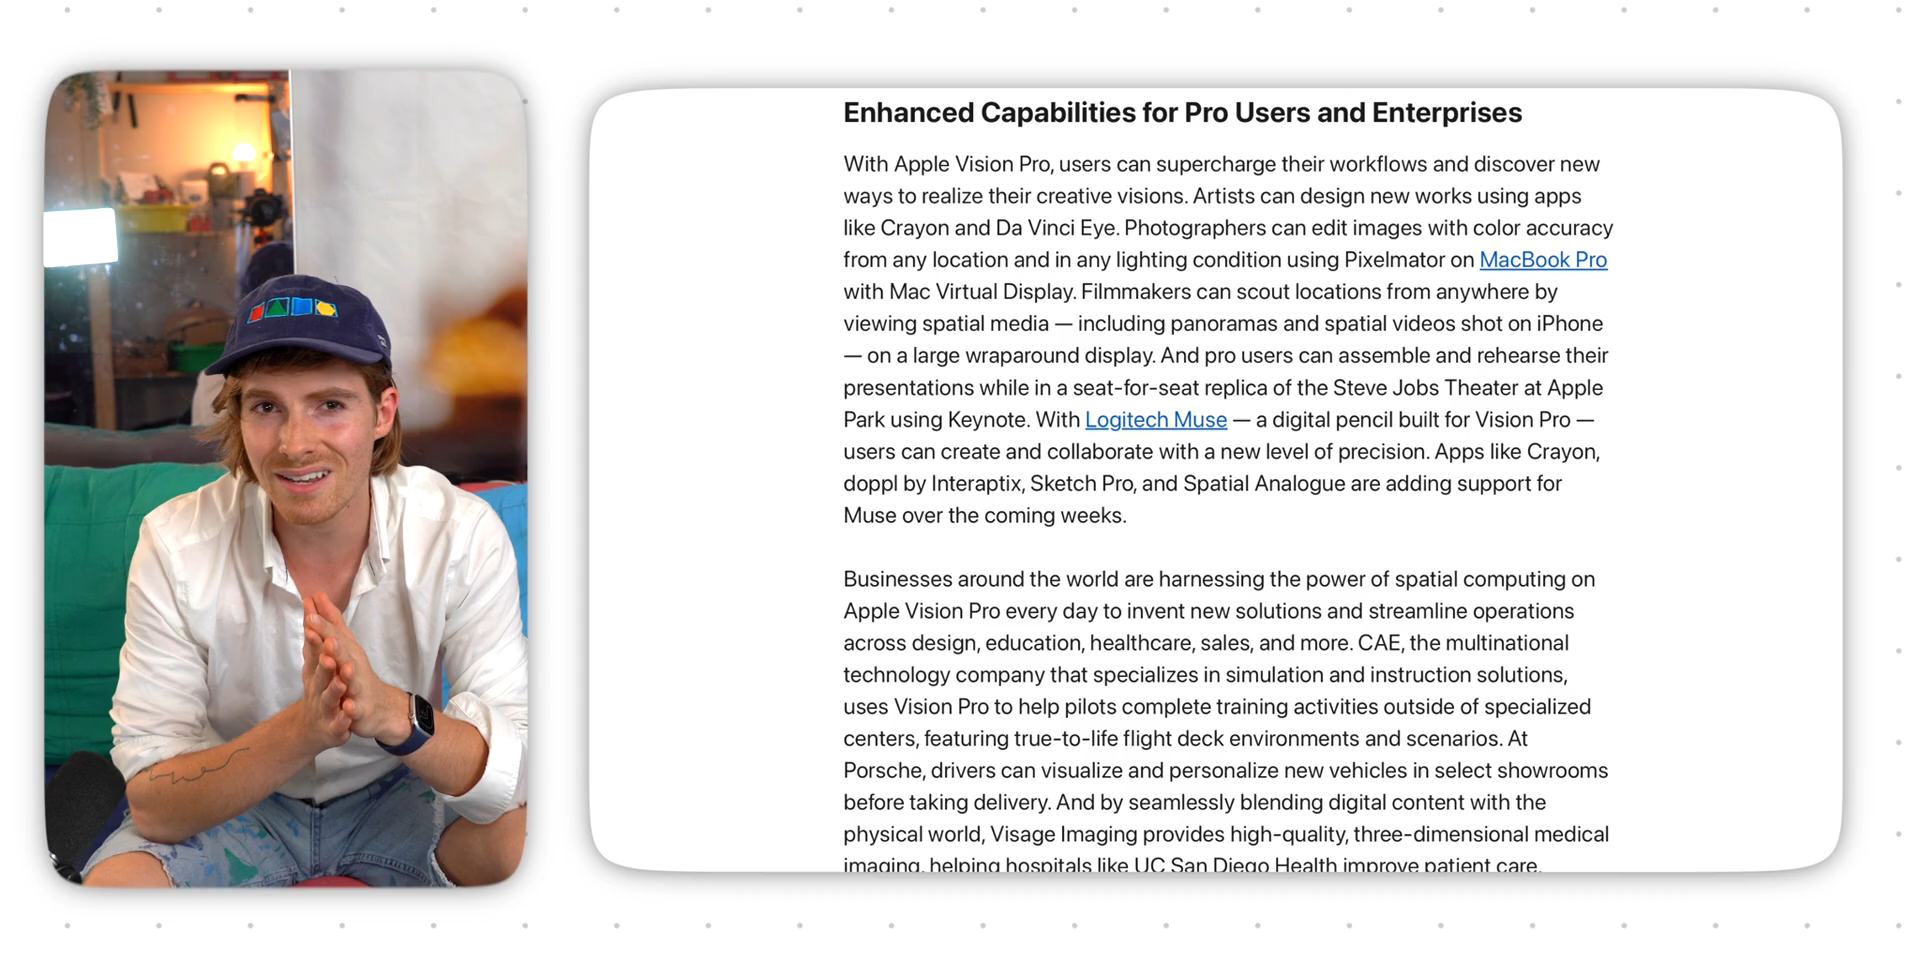 Enhanced Capabilities for Pro Users and Enterprises
With Apple Vision Pro, users can supercharge their workflows and discover new
ways to realize their creative visions. Artists can design new works using apps
like Crayon and Da Vinci Eye. Photographers can edit images with color accuracy
from any location and in any lighting condition using Pixelmator on MacBook Pro
with Mac Virtual Display. Filmmakers can scout locations from anywhere by
viewing spatial media — including panoramas and spatial videos shot on iPhone
— on a large wraparound display. And pro users can assemble and rehearse their
presentations while in a seat-for-seat replica of the Steve Jobs Theater at Apple
Park using Keynote. With Logitech Muse — a digital pencil built for Vision Pro —
users can create and collaborate with a new level of precision. Apps like Crayon,
doppl by Interaptix, Sketch Pro, and Spatial Analogue are adding support for
Muse over the coming weeks.
Businesses around the world are harnessing the power of spatial computing on
Apple Vision Pro every day to invent new solutions and streamline operations
across design, education, healthcare, sales, and more. CAE, the multinational
technology company that specializes in simulation and instruction solutions,
uses Vision Pro to help pilots complete training activities outside of specialized
centers, featuring true-to-life flight deck environments and scenarios. At
Porsche, drivers can visualize and personalize new vehicles in select showrooms
before taking delivery. And by seamlessly blending digital content with the
physical world, Visage Imaging provides high-quality, three-dimensional medical
imaging, helping hospitals like UC San Diego Health improve patient care.